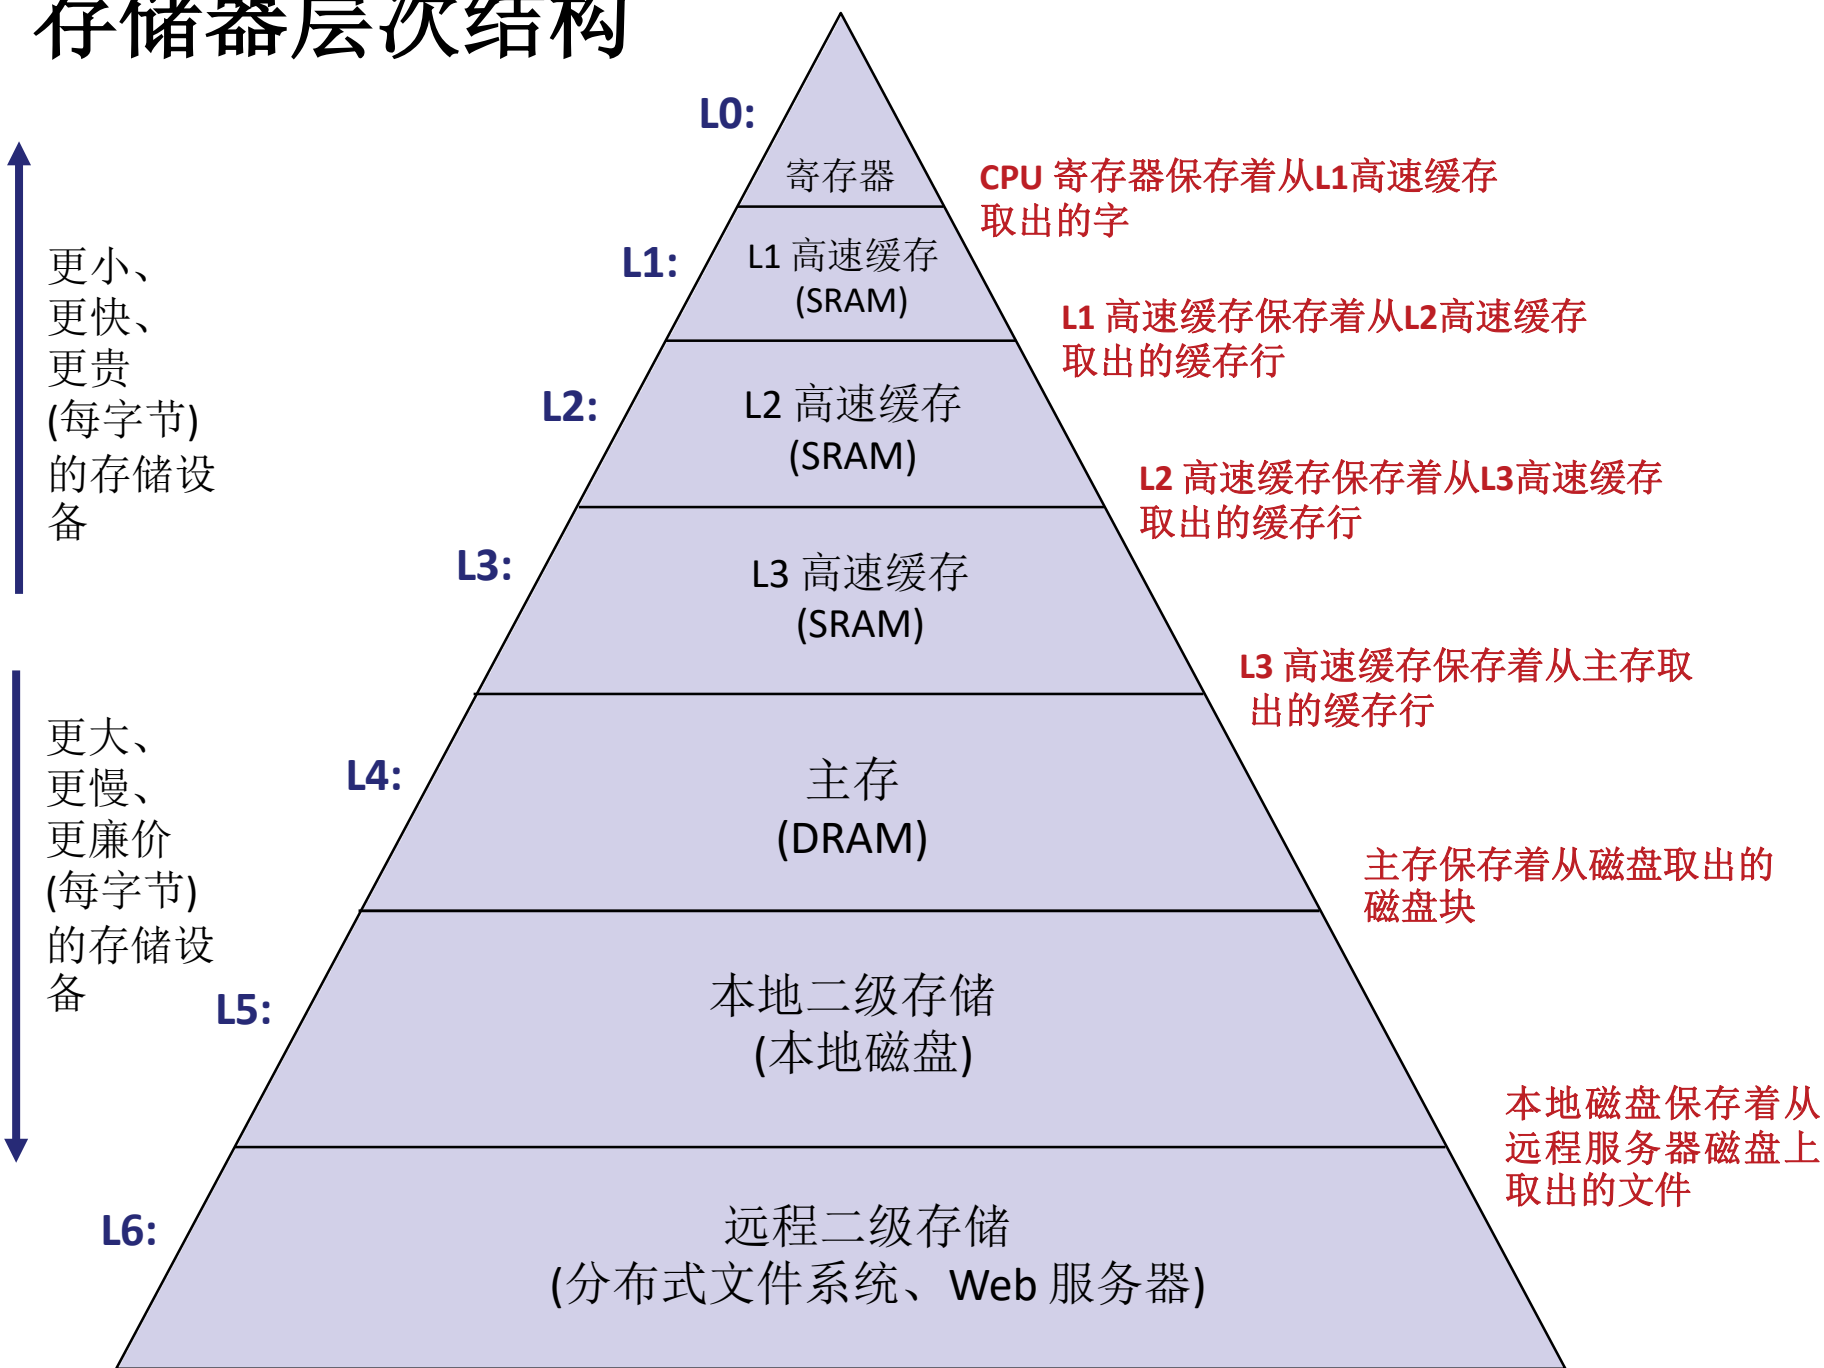 存储器层次结构
L0:
寄存器
CPU 寄存器保存着从L1高速缓存
取出的字
L1:
L1 高速缓存
(SRAM)
L1 高速缓存保存着从L2高速缓存
取出的缓存行
更小、
更快、
更贵
(每字节)
的存储设
备
L2:
L2 高速缓存
(SRAM)
L2 高速缓存保存着从L3高速缓存
取出的缓存行
L3:
L3 高速缓存
(SRAM)
L3 高速缓存保存着从主存取
出的缓存行
更大、
更慢、
更廉价
(每字节)
的存储设
备
L4:
主存
(DRAM)
主存保存着从磁盘取出的
磁盘块
L5:
本地二级存储
(本地磁盘)
本地磁盘保存着从
远程服务器磁盘上
取出的文件
L6:
远程二级存储
(分布式文件系统、Web 服务器)